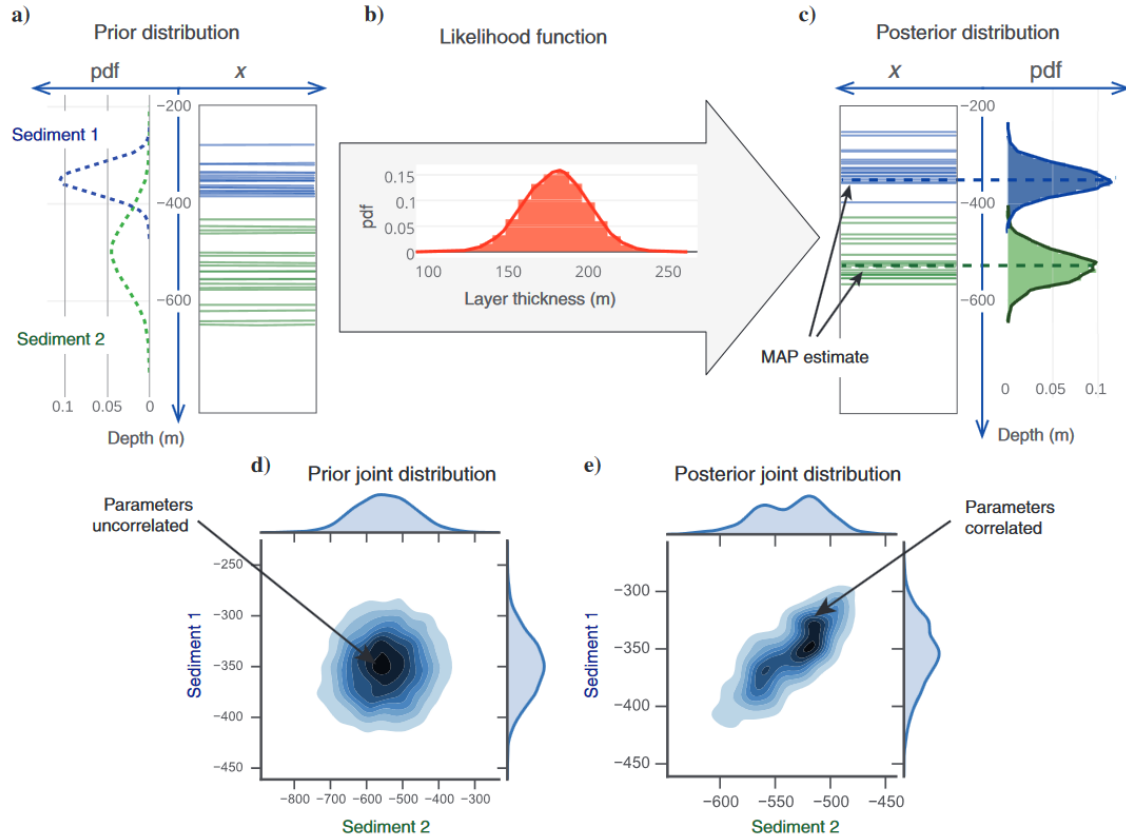 a)
Prior distribution
pdf
x
−200
Sediment 1
−400
−600
Sediment 2
0.1
0.05
0
Depth (m)
b)
Likelihood function
0.15
0.1
0.05
0
pdf
100
150
200
250
Layer thickness (m)
c)
Posterior distribution
x
pdf
−200
−400
−600
MAP estimate
0
0.05
0.1
Depth (m)
d)
Prior joint distribution
Parameters
uncorrelated
−250
−300
−350
−400
−450
Sediment 1
−800
−700
−600
−500
−400
−300
Sediment 2
e)
Posterior joint distribution
Parameters
correlated
−300
−350
−400
−450
Sediment 1
−600
−550
−500
−450
Sediment 2